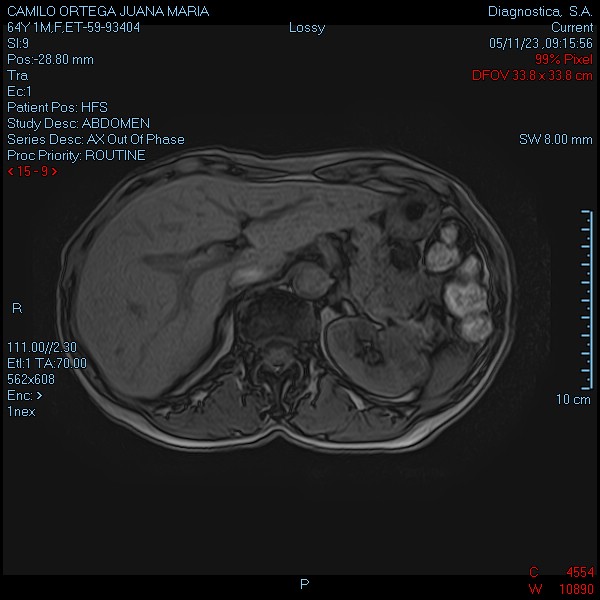 CAMILO ORTEGA JUANA MARIA
64Y 1M,F,ET-59-93404
Sl:9
Pos:-28.80 mm
Tra
Ec:1
Patient Pos: HFS
Study Desc: ABDOMEN
Series Desc: AX Out Of Phase
Proc Priority: ROUTINE
< 15 - 9 >
Lossy
Diagnostica, S.A.
Current
05/11/23 ,09:15:56
99% Pixel
DFOV 33.8 x 33.8 cm
SW 8.00 mm
R
111.00//2.30
Etl:1 TA:70.00
562x608
Enc: >
1nex
10 cm
P
C 4554
W 10890